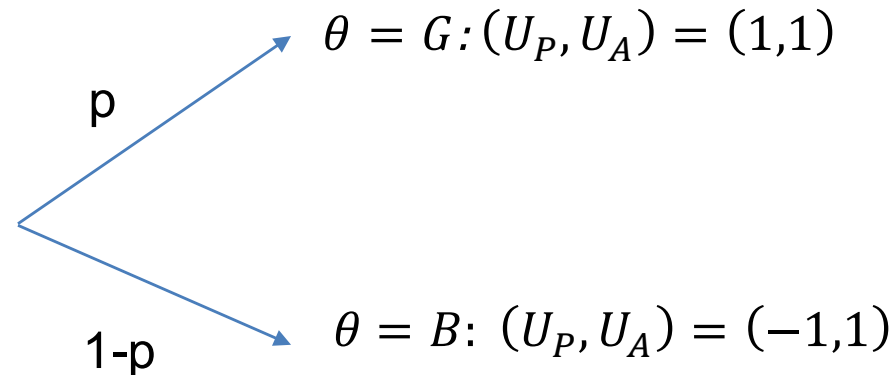 θ = G: (U_P, U_A) = (1,1)
p
θ = B: (U_P, U_A) = (−1,1)
1-p